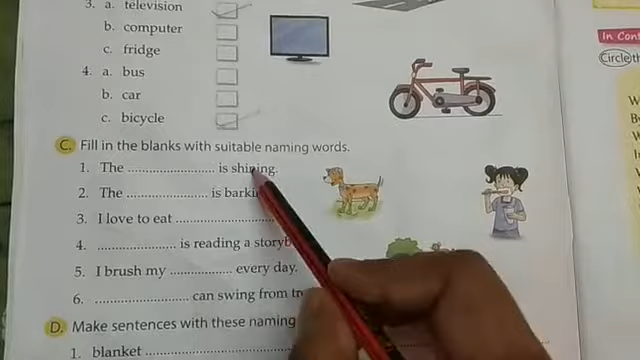 3. a. television
b. computer
c. fridge
4. a. bus
b. car
c. bicycle
In Con
Circle th
C. Fill in the blanks with suitable naming words.
1. The ........................... is shining.
2. The ......................... is barki
3. I love to eat ...........................
4. ........................ is reading a storyb
5. I brush my ................... every day.
6. ............................. can swing from tr
D. Make sentences with these naming
1. blanket ...........................